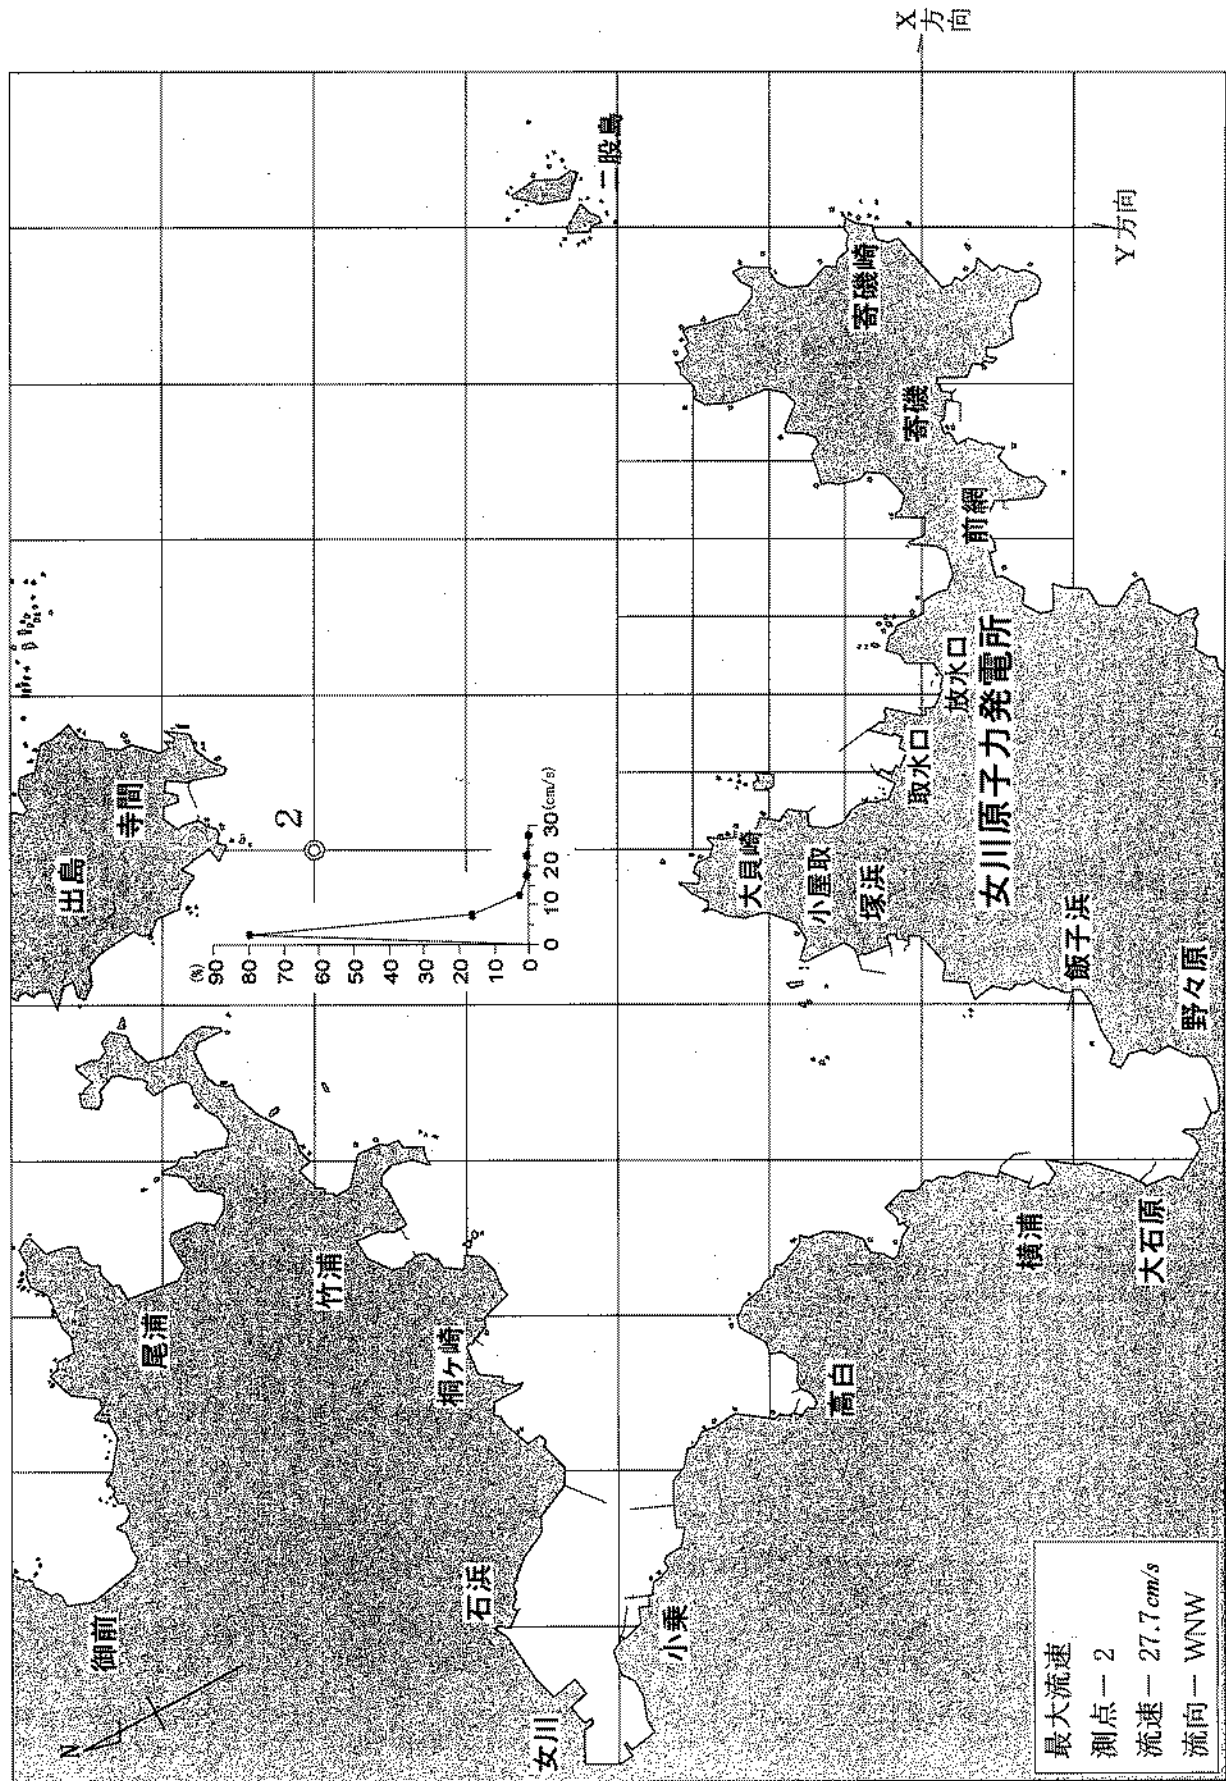 N
御前
尾浦
竹浦
桐ヶ崎
石浜
女川
小乗
高白
横浦
大石原
野々原
飯子浜
塚浜
小屋取
大貝崎
取水口
放水口
女川原子力発電所
前網
寄磯
寄磯崎
二股島
出島
寺間
2
(%)
90
80
70
60
50
40
30
20
10
0
0 10 20 30 (cm/s)
X方向
Y方向
最大流速
測点－2
流速－27.7cm/s
流向－WNW